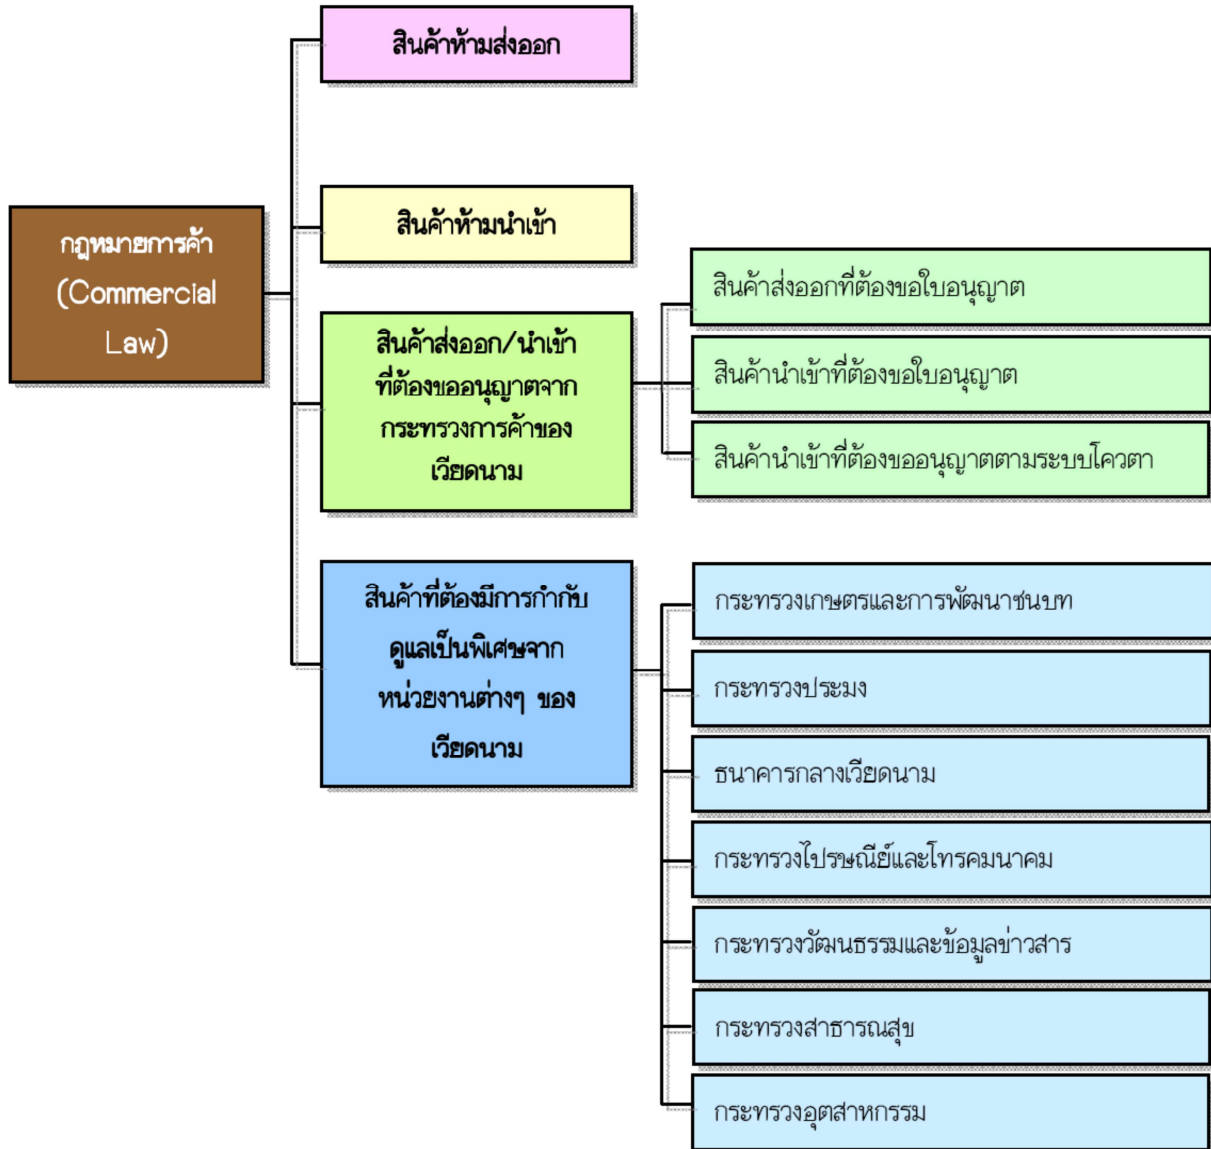 สินค้าห้ามส่งออก
สินค้าห้ามนำเข้า
กฎหมายการค้า
(Commercial
Law)
สินค้าส่งออก/นำเข้า
ที่ต้องขออนุญาตจาก
กระทรวงการค้าของ
เวียดนาม
สินค้าส่งออกที่ต้องขอใบอนุญาต
สินค้านำเข้าที่ต้องขอใบอนุญาต
สินค้านำเข้าที่ต้องขออนุญาตตามระบบโควตา
สินค้าที่ต้องมีการกำกับ
ดูแลเป็นพิเศษจาก
หน่วยงานต่างๆ ของ
เวียดนาม
กระทรวงเกษตรและการพัฒนาชนบท
กระทรวงประมง
ธนาคารกลางเวียดนาม
กระทรวงไปรษณีย์และโทรคมนาคม
กระทรวงวัฒนธรรมและข้อมูลข่าวสาร
กระทรวงสาธารณสุข
กระทรวงอุตสาหกรรม